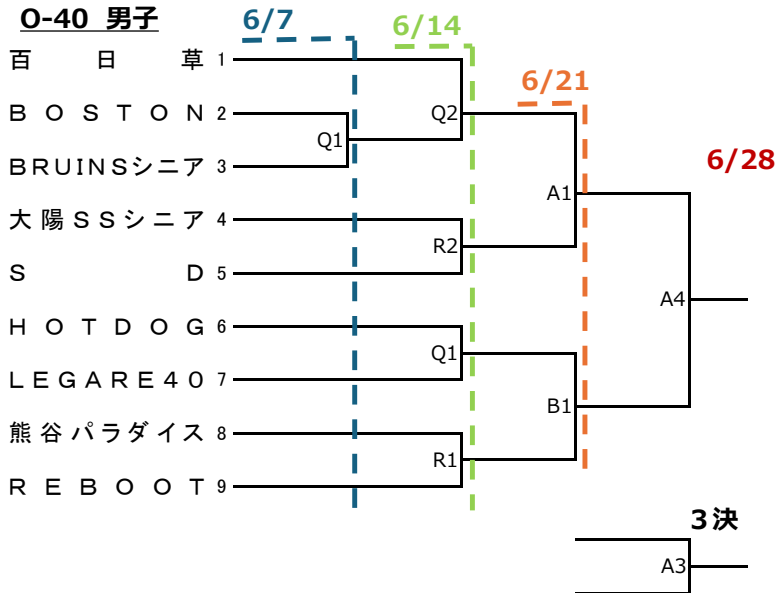 O-40 男子
6/7
6/14
6/21
6/28
百日草 1
BOSTON 2
BRUINSシニア 3
大陽SSシニア 4
SD 5
HOTDOG 6
LEGARE40 7
熊谷パラダイス 8
REBOOT 9
Q1
Q2
R2
Q1
R1
A1
B1
A4
3決
A3